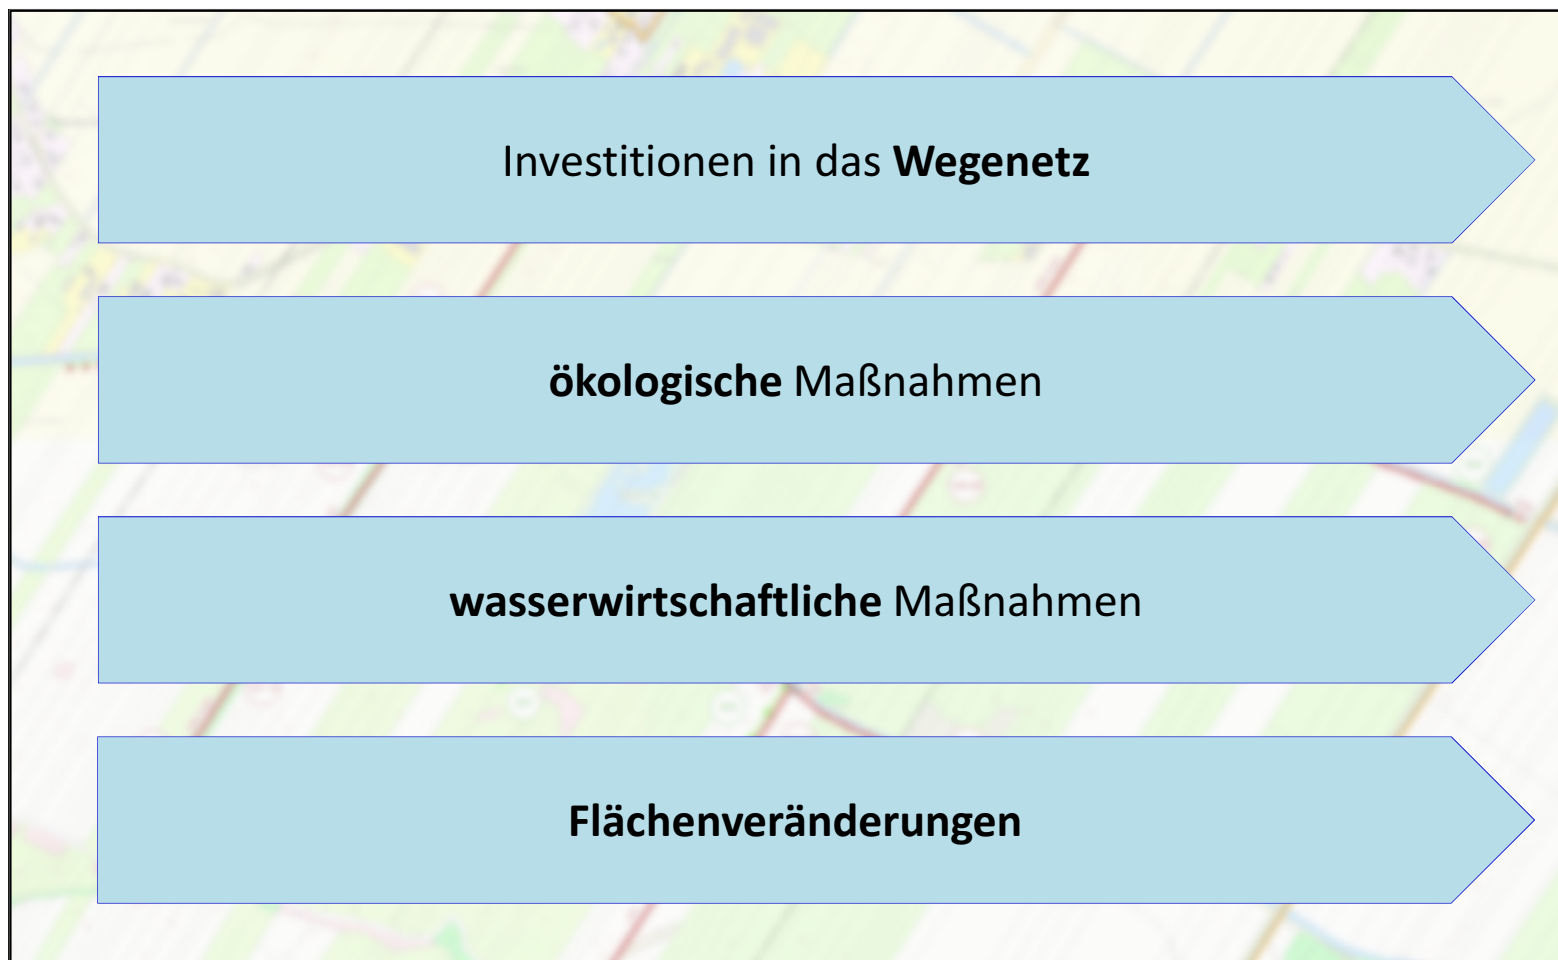 Investitionen in das Wegenetz
ökologische Maßnahmen
wasserwirtschaftliche Maßnahmen
Flächenveränderungen